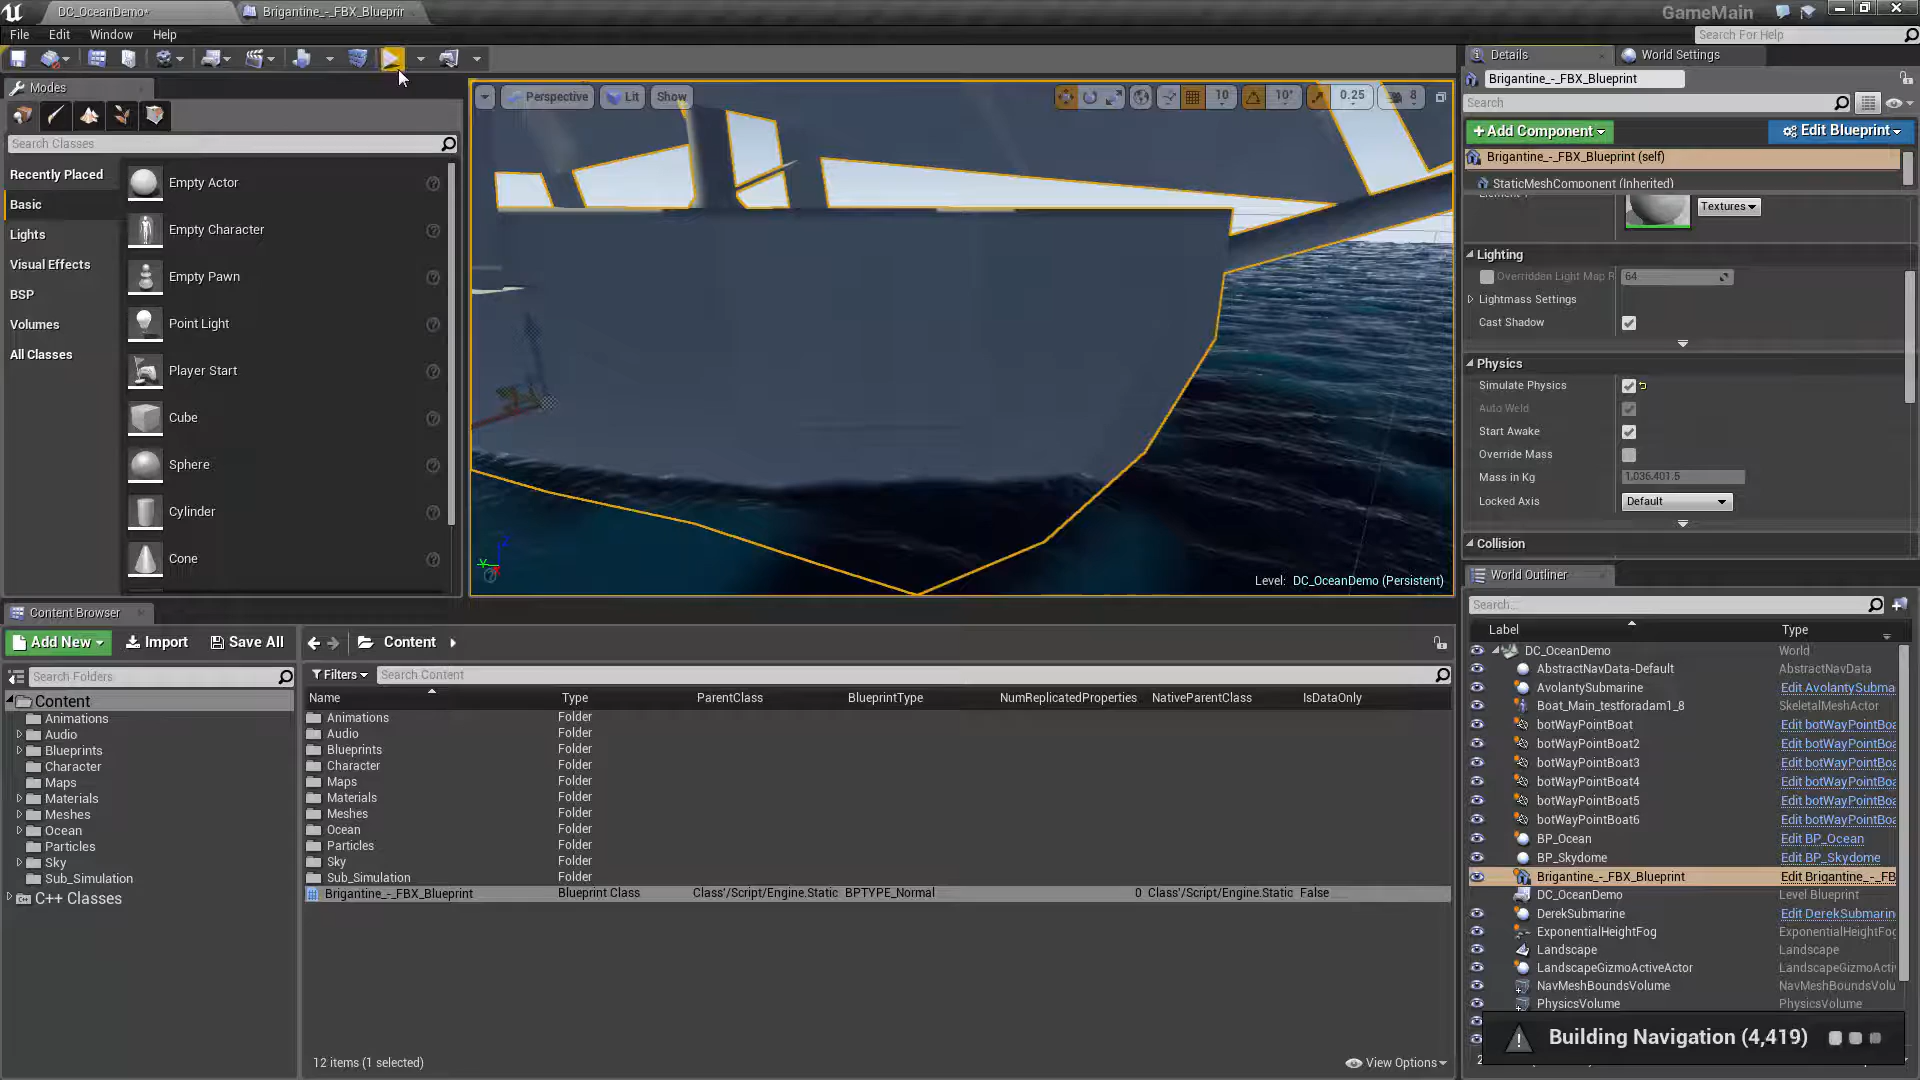 DC_OceanDemo*
Brigantine_-_FBX_Blueprin
GameMain
File
Edit
Window
Help
Search For Help
Modes
Search Classes
Recently Placed
Basic
Lights
Visual Effects
BSP
Volumes
All Classes
Empty Actor
Empty Character
Empty Pawn
Point Light
Player Start
Cube
Sphere
Cylinder
Cone
Perspective
Lit
Show
10
10°
0.25
8
Level: DC_OceanDemo (Persistent)
Details
World Settings
Brigantine_-_FBX_Blueprint
Search
+Add Component
Edit Blueprint
Brigantine_-_FBX_Blueprint (self)
StaticMeshComponent (Inherited)
Textures
Lighting
Overridden Light Map R
64
Lightmass Settings
Cast Shadow
Physics
Simulate Physics
Auto Weld
Start Awake
Override Mass
Mass in Kg
1,036,401.5
Locked Axis
Default
Collision
World Outliner
Search...
Label
Type
DC_OceanDemo
World
AbstractNavData-Default
AbstractNavData
AvolantySubmarine
Edit AvolantySubma
Boat_Main_testforadam1_8
SkeletalMeshActor
botWayPointBoat
Edit botWayPointBoa
botWayPointBoat2
Edit botWayPointBoa
botWayPointBoat3
Edit botWayPointBoa
botWayPointBoat4
Edit botWayPointBoa
botWayPointBoat5
Edit botWayPointBoa
botWayPointBoat6
Edit botWayPointBoa
BP_Ocean
Edit BP_Ocean
BP_Skydome
Edit BP_Skydome
Brigantine_-_FBX_Blueprint
Edit Brigantine_-_FB
DC_OceanDemo
Level Blueprint
DerekSubmarine
Edit DerekSubmarin
ExponentialHeightFog
ExponentialHeightFog
Landscape
Landscape
LandscapeGizmoActiveActor
LandscapeGizmoActi
NavMeshBoundsVolume
NavMeshBoundsVolu
PhysicsVolume
PhysicsVolume
Building Navigation (4,419)
Content Browser
Add New
Import
Save All
Content
Search Folders
Filters
Search Content
Content
Animations
Audio
Blueprints
Character
Maps
Materials
Meshes
Ocean
Particles
Sky
Sub_Simulation
C++ Classes
Name
Type
ParentClass
BlueprintType
NumReplicatedProperties
NativeParentClass
IsDataOnly
Animations
Folder
Audio
Folder
Blueprints
Folder
Character
Folder
Maps
Folder
Materials
Folder
Meshes
Folder
Ocean
Folder
Particles
Folder
Sky
Folder
Sub_Simulation
Folder
Brigantine_-_FBX_Blueprint
Blueprint Class
Class'/Script/Engine.Static
BPTYPE_Normal
0
Class'/Script/Engine.Static
False
12 items (1 selected)
View Options